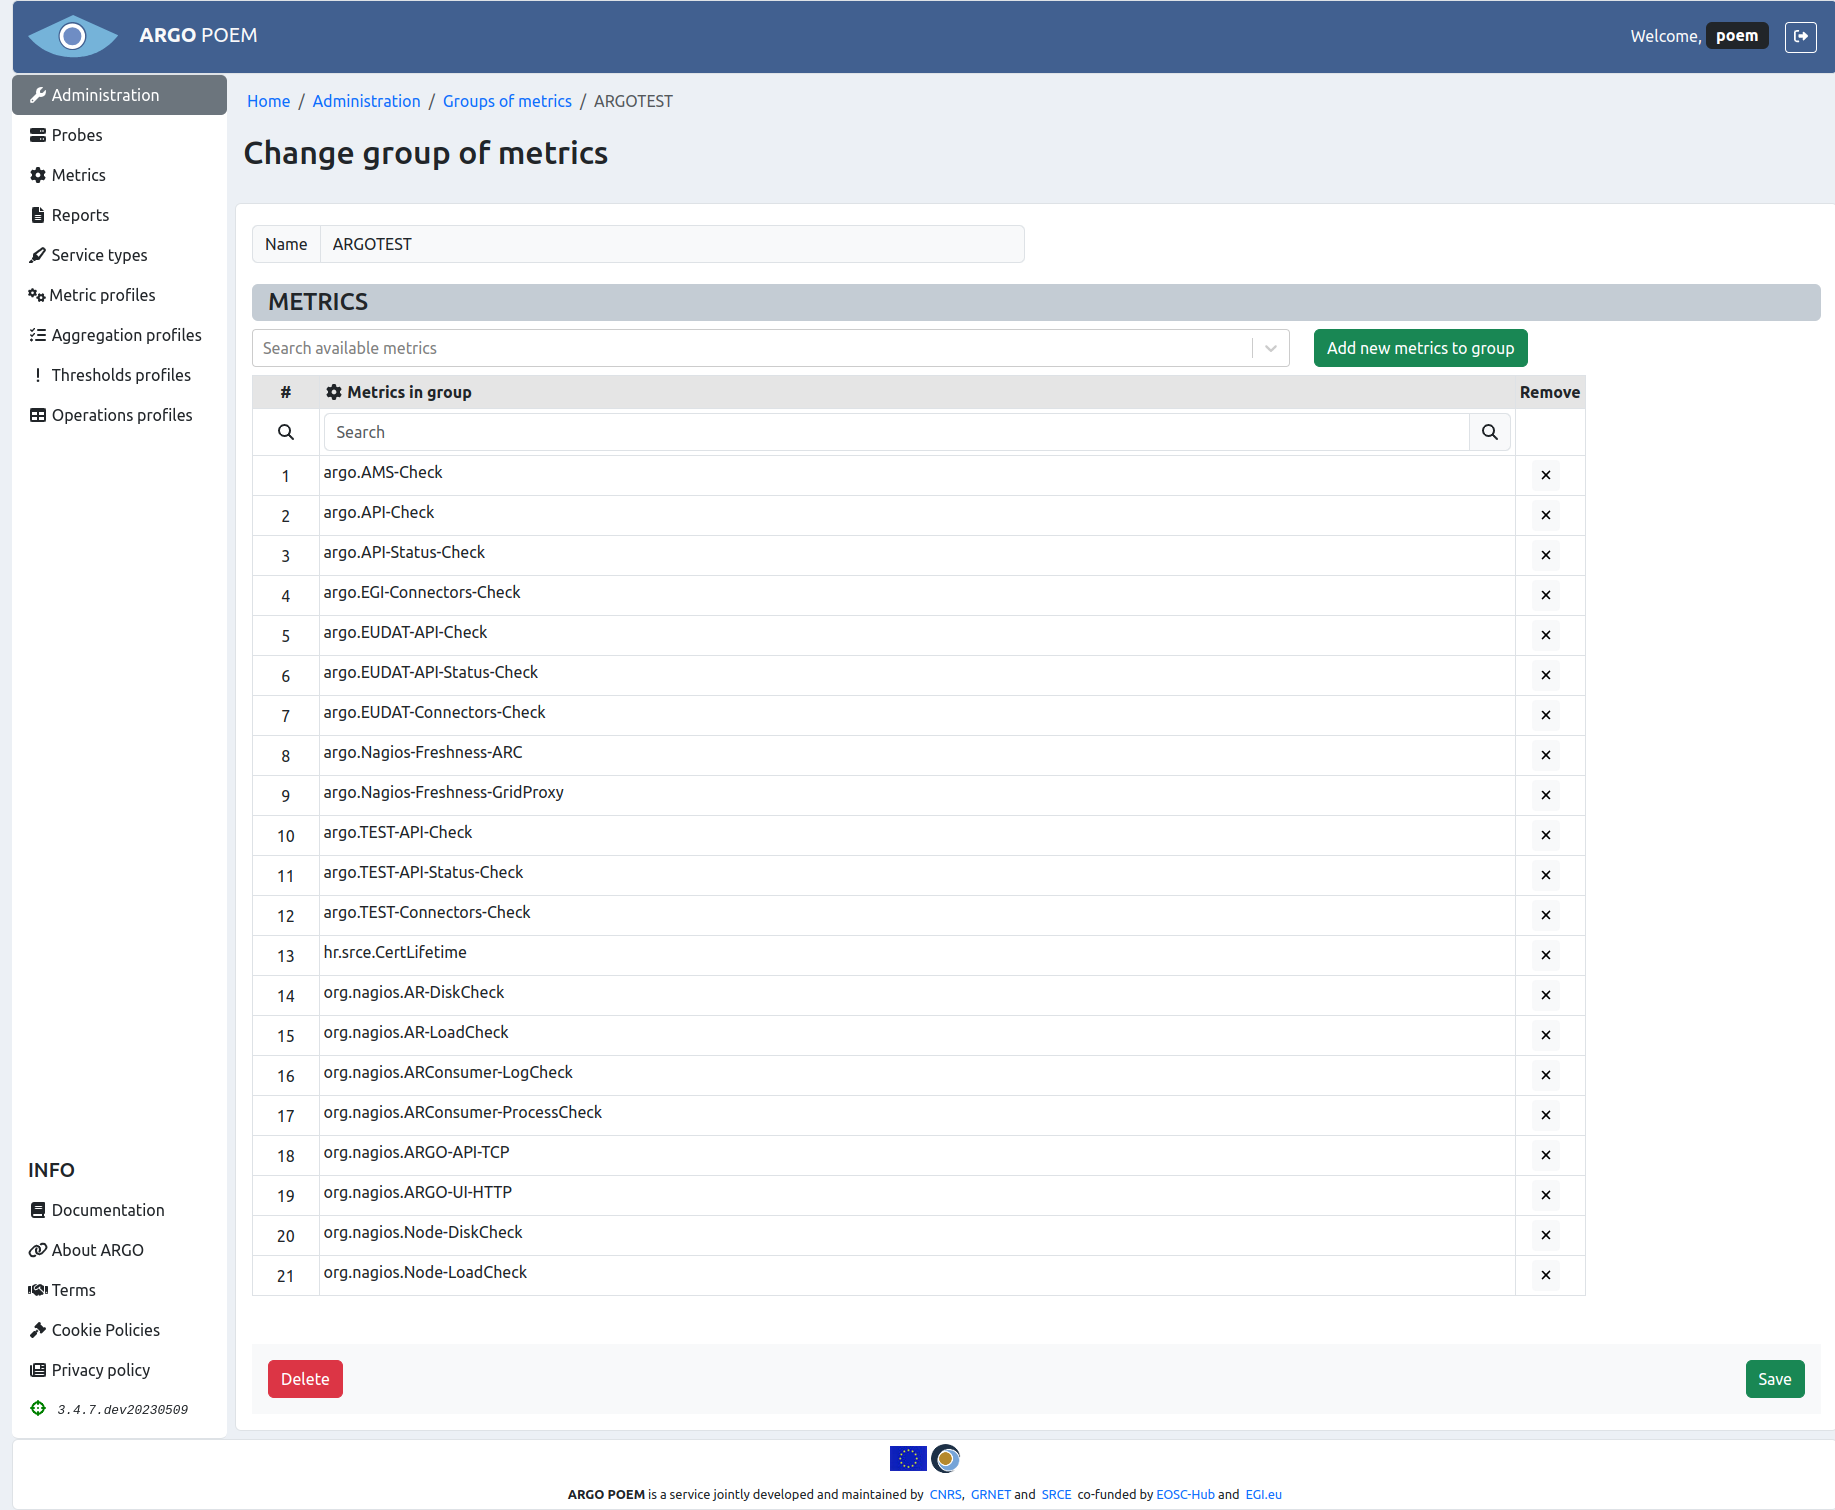 ARGO POEM
Welcome, poem
Administration
Probes
Metrics
Reports
Service types
Metric profiles
Aggregation profiles
Thresholds profiles
Operations profiles
INFO
Documentation
About ARGO
Terms
Cookie Policies
Privacy policy
3.4.7.dev20230509
Home / Administration / Groups of metrics / ARGOTEST
Change group of metrics
Name ARGOTEST
METRICS
Search available metrics
Add new metrics to group
# Metrics in group Remove
Search
1 argo.AMS-Check
2 argo.API-Check
3 argo.API-Status-Check
4 argo.EGI-Connectors-Check
5 argo.EUDAT-API-Check
6 argo.EUDAT-API-Status-Check
7 argo.EUDAT-Connectors-Check
8 argo.Nagios-Freshness-ARC
9 argo.Nagios-Freshness-GridProxy
10 argo.TEST-API-Check
11 argo.TEST-API-Status-Check
12 argo.TEST-Connectors-Check
13 hr.srce.CertLifetime
14 org.nagios.AR-DiskCheck
15 org.nagios.AR-LoadCheck
16 org.nagios.ARConsumer-LogCheck
17 org.nagios.ARConsumer-ProcessCheck
18 org.nagios.ARGO-API-TCP
19 org.nagios.ARGO-UI-HTTP
20 org.nagios.Node-DiskCheck
21 org.nagios.Node-LoadCheck
Delete
Save
ARGO POEM is a service jointly developed and maintained by CNRS, GRNET and SRCE co-funded by EOSC-Hub and EGI.eu